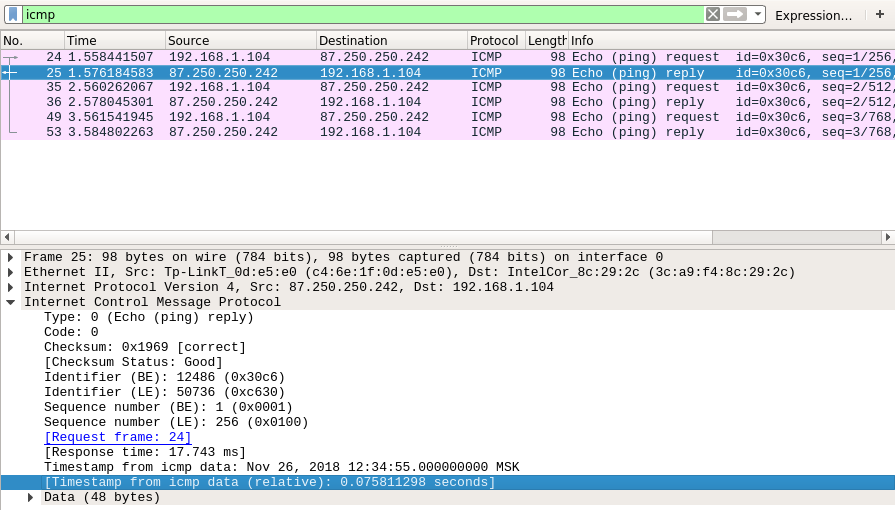 icmp Expression... +
No. Time Source Destination Protocol Length Info
24 1.558441507 192.168.1.104 87.250.250.242 ICMP 98 Echo (ping) request id=0x30c6, seq=1/256,
25 1.576184583 87.250.250.242 192.168.1.104 ICMP 98 Echo (ping) reply id=0x30c6, seq=1/256,
35 2.560262067 192.168.1.104 87.250.250.242 ICMP 98 Echo (ping) request id=0x30c6, seq=2/512,
36 2.578045301 87.250.250.242 192.168.1.104 ICMP 98 Echo (ping) reply id=0x30c6, seq=2/512,
49 3.561541945 192.168.1.104 87.250.250.242 ICMP 98 Echo (ping) request id=0x30c6, seq=3/768,
53 3.584802263 87.250.250.242 192.168.1.104 ICMP 98 Echo (ping) reply id=0x30c6, seq=3/768,
Frame 25: 98 bytes on wire (784 bits), 98 bytes captured (784 bits) on interface 0
Ethernet II, Src: Tp-LinkT_0d:e5:e0 (c4:6e:1f:0d:e5:e0), Dst: IntelCor_8c:29:2c (3c:a9:f4:8c:29:2c)
Internet Protocol Version 4, Src: 87.250.250.242, Dst: 192.168.1.104
Internet Control Message Protocol
Type: 0 (Echo (ping) reply)
Code: 0
Checksum: 0x1969 [correct]
[Checksum Status: Good]
Identifier (BE): 12486 (0x30c6)
Identifier (LE): 50736 (0xc630)
Sequence number (BE): 1 (0x0001)
Sequence number (LE): 256 (0x0100)
[Request frame: 24]
[Response time: 17.743 ms]
Timestamp from icmp data: Nov 26, 2018 12:34:55.000000000 MSK
[Timestamp from icmp data (relative): 0.075811298 seconds]
Data (48 bytes)